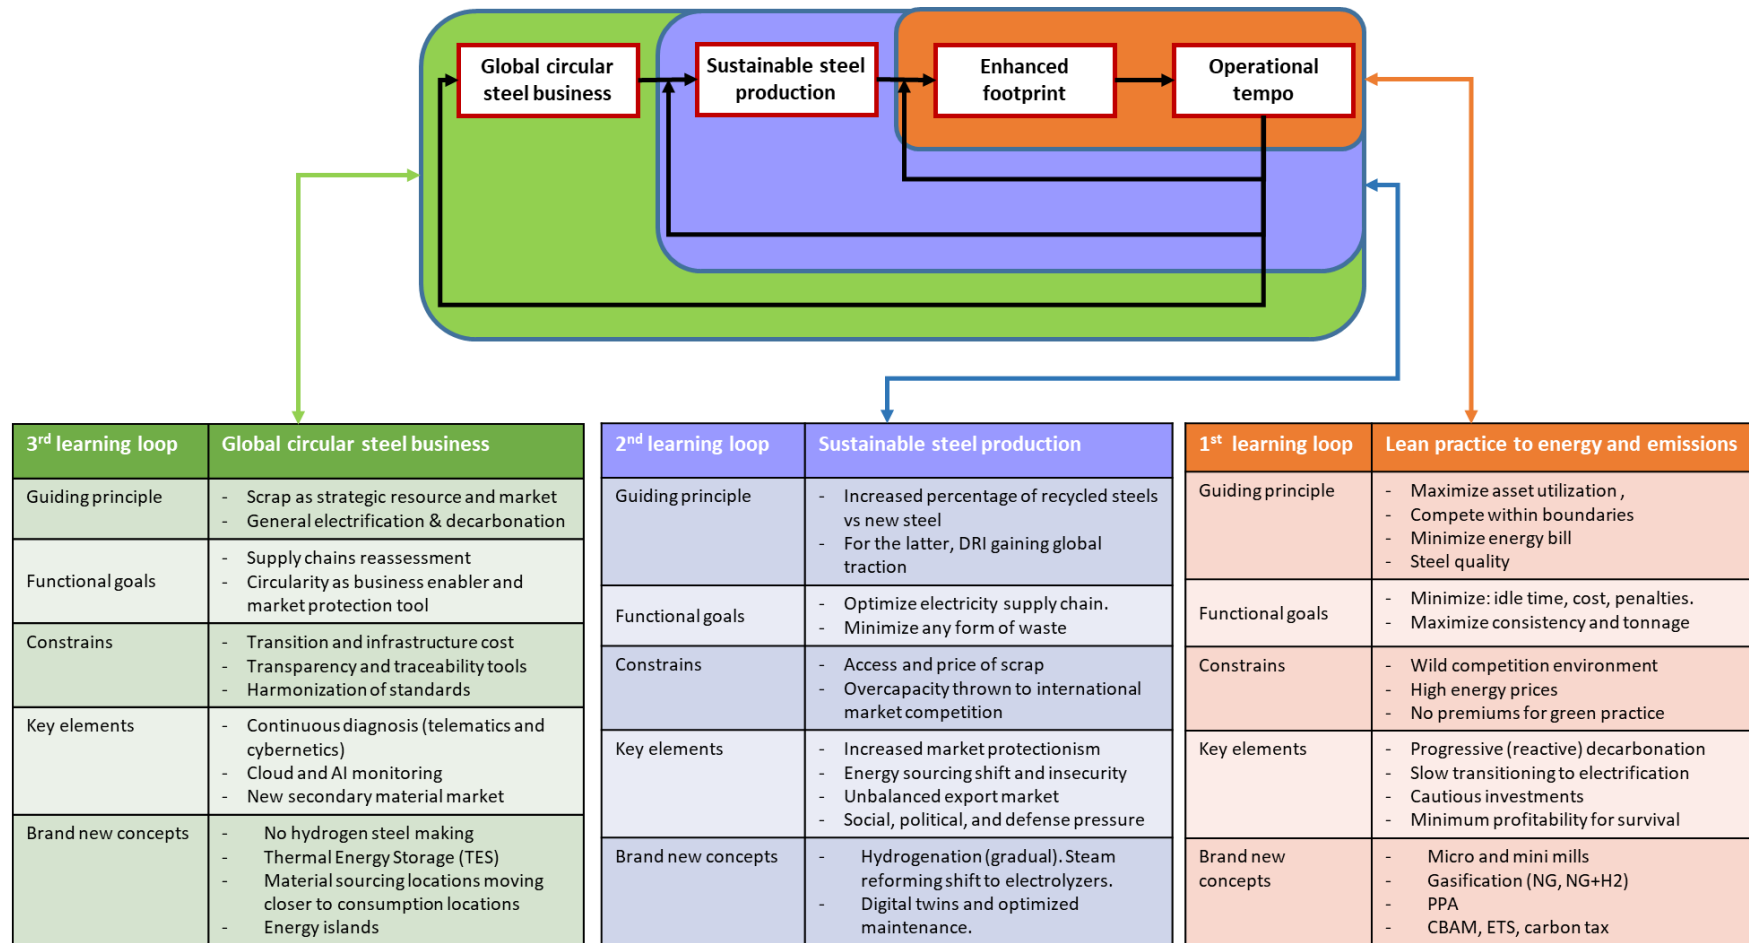 Global circular
steel business
Sustainable steel
production
Enhanced
footprint
Operational
tempo
3rd learning loop
Global circular steel business
Guiding principle
- Scrap as strategic resource and market
- General electrification & decarbonation
Functional goals
- Supply chains reassessment
- Circularity as business enabler and
market protection tool
Constrains
- Transition and infrastructure cost
- Transparency and traceability tools
- Harmonization of standards
Key elements
- Continuous diagnosis (telematics and
cybernetics)
- Cloud and AI monitoring
- New secondary material market
Brand new concepts
- No hydrogen steel making
- Thermal Energy Storage (TES)
- Material sourcing locations moving
closer to consumption locations
- Energy islands
2nd learning loop
Sustainable steel production
Guiding principle
- Increased percentage of recycled steels
vs new steel
- For the latter, DRI gaining global
traction
Functional goals
- Optimize electricity supply chain.
- Minimize any form of waste
Constrains
- Access and price of scrap
- Overcapacity thrown to international
market competition
Key elements
- Increased market protectionism
- Energy sourcing shift and insecurity
- Unbalanced export market
- Social, political, and defense pressure
Brand new concepts
- Hydrogenation (gradual). Steam
reforming shift to electrolyzers.
- Digital twins and optimized
maintenance.
1st learning loop
Lean practice to energy and emissions
Guiding principle
- Maximize asset utilization ,
- Compete within boundaries
- Minimize energy bill
- Steel quality
Functional goals
- Minimize: idle time, cost, penalties.
- Maximize consistency and tonnage
Constrains
- Wild competition environment
- High energy prices
- No premiums for green practice
Key elements
- Progressive (reactive) decarbonation
- Slow transitioning to electrification
- Cautious investments
- Minimum profitability for survival
Brand new
concepts
- Micro and mini mills
- Gasification (NG, NG+H2)
- PPA
- CBAM, ETS, carbon tax